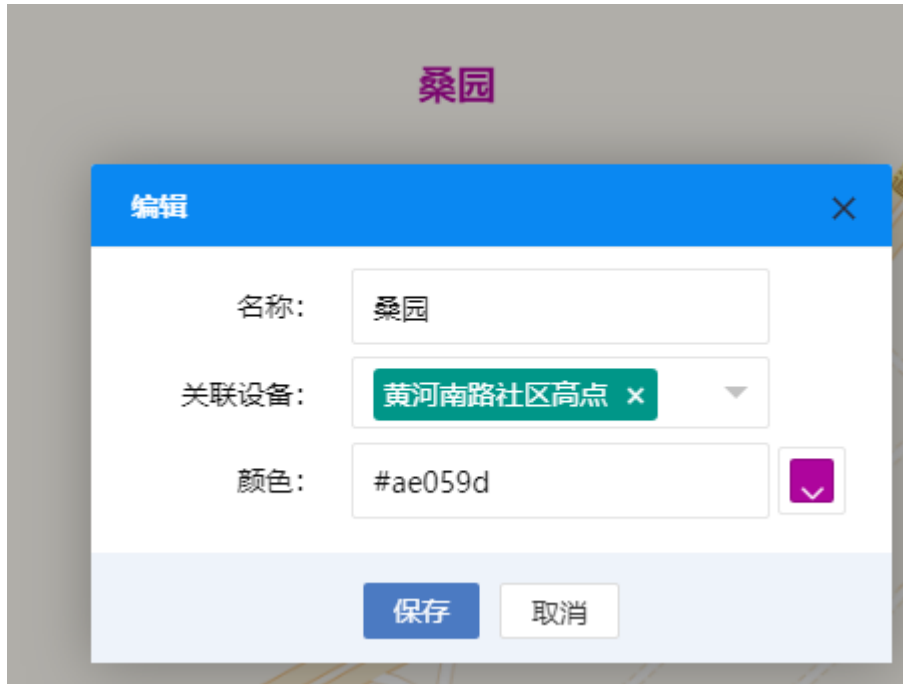 桑园
编辑
名称：
桑园
关联设备：
黄河南路社区高点 ×
颜色：
#ae059d
保存
取消